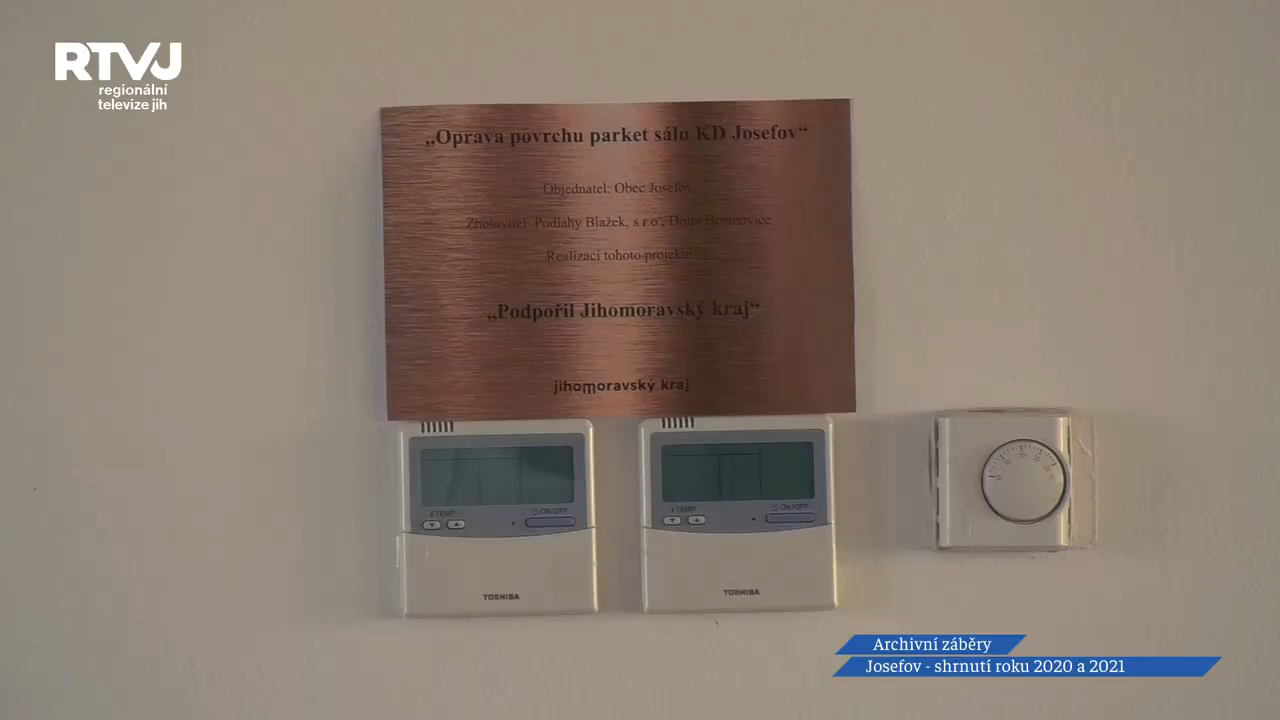 RTVJ
regionální
televize jih
„Oprava povrchu parket sálu KD Josefov“
Objednatel: Obec Josefov
Zhotovitel: Podlahy Blažek, s.r.o., Dolní Bojanovice
Realizaci tohoto projektu
„Podpořil Jihomoravský kraj“
jihomoravský kraj
TEMP. ON/OFF
TEMP. ON/OFF
TOSHIBA
TOSHIBA
Archivní záběry
Josefov - shrnutí roku 2020 a 2021